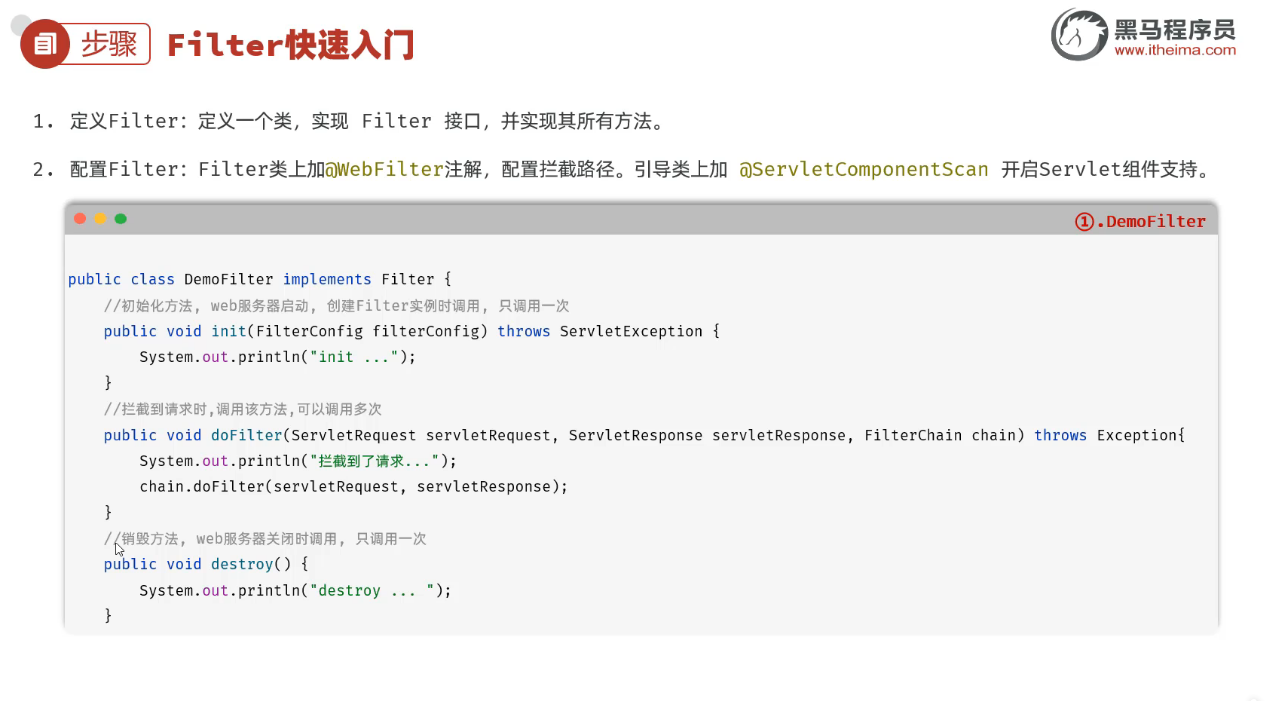 步骤 Filter快速入门
黑马程序员
www.itheima.com
1. 定义Filter：定义一个类，实现 Filter 接口，并实现其所有方法。
2. 配置Filter：Filter类上加@WebFilter注解，配置拦截路径。引导类上加 @ServletComponentScan 开启Servlet组件支持。
①.DemoFilter
public class DemoFilter implements Filter {
//初始化方法, web服务器启动, 创建Filter实例时调用, 只调用一次
public void init(FilterConfig filterConfig) throws ServletException {
System.out.println("init ...");
}
//拦截到请求时,调用该方法,可以调用多次
public void doFilter(ServletRequest servletRequest, ServletResponse servletResponse, FilterChain chain) throws Exception{
System.out.println("拦截到了请求...");
chain.doFilter(servletRequest, servletResponse);
}
//销毁方法, web服务器关闭时调用, 只调用一次
public void destroy() {
System.out.println("destroy ... ");
}